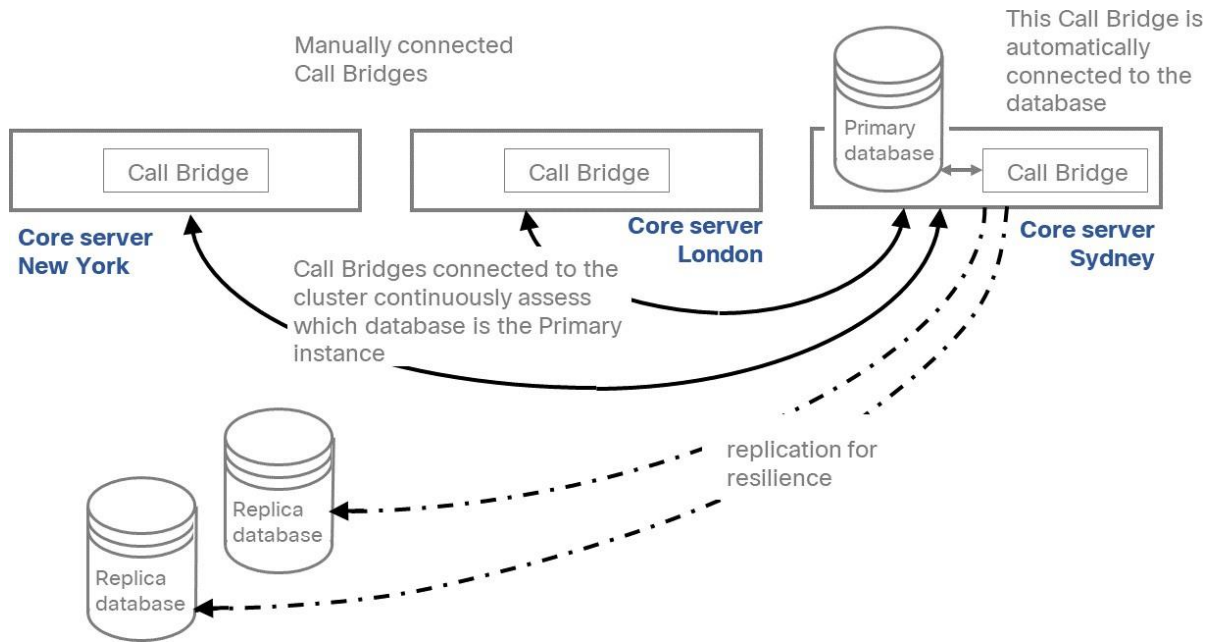 Manually connected
Call Bridges
This Call Bridge is
automatically
connected to the
database
Call Bridge
Core server
New York
Call Bridge
Core server
London
Primary
database
Call Bridge
Core server
Sydney
Call Bridges connected to the
cluster continuously assess
which database is the Primary
instance
replication for
resilience
Replica
database
Replica
database